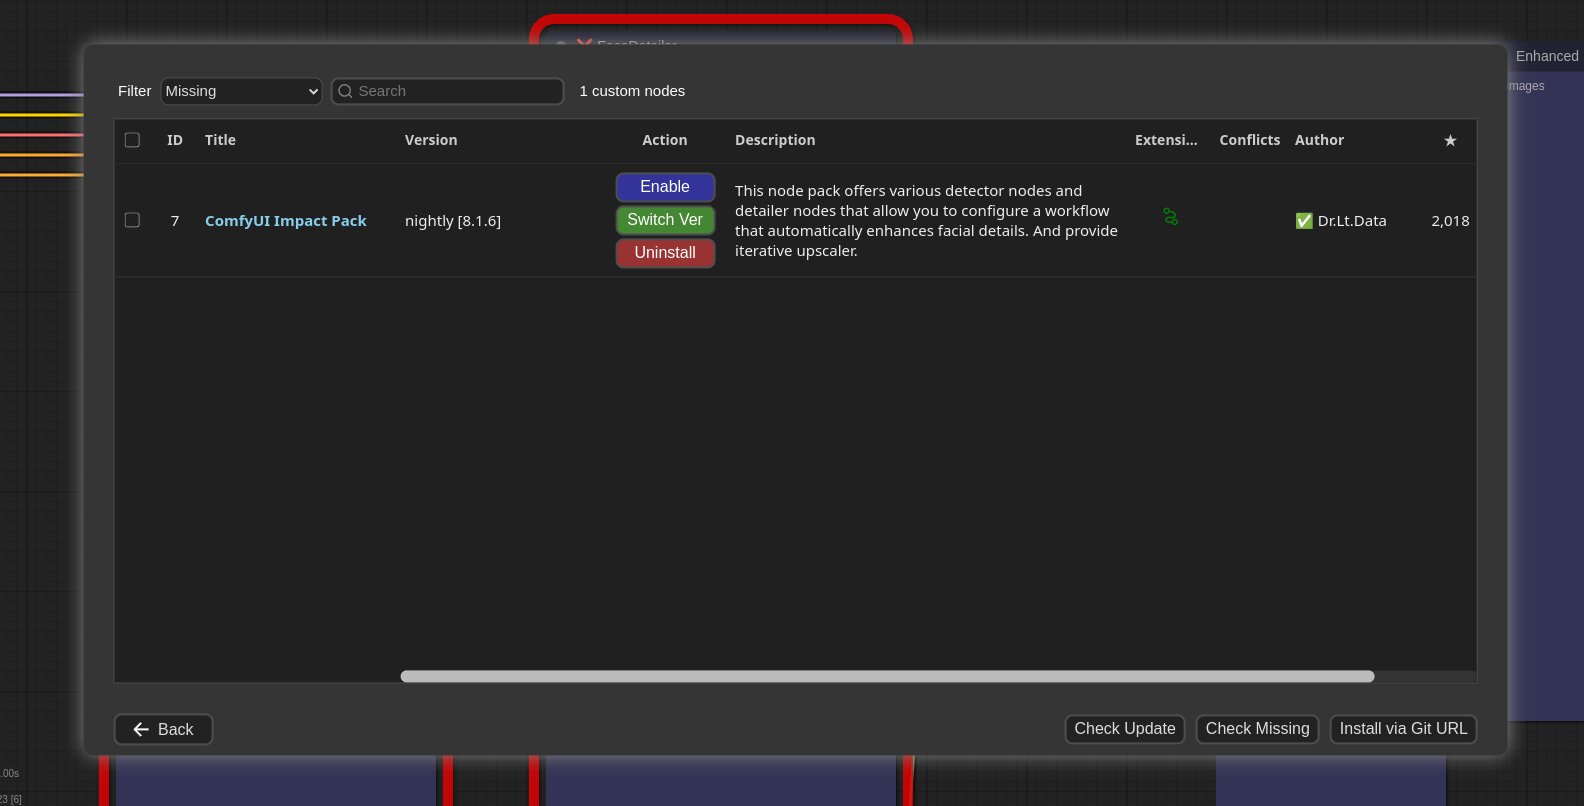 FaceDetailer
Enhanced
Filter Missing Search 1 custom nodes
images
ID Title Version Action Description Extensi... Conflicts Author ★
7 ComfyUI Impact Pack nightly [8.1.6]
Enable
Switch Ver
Uninstall
This node pack offers various detector nodes and
detailer nodes that allow you to configure a workflow
that automatically enhances facial details. And provide
iterative upscaler.
✅ Dr.Lt.Data 2,018
Back Check Update Check Missing Install via Git URL
.00s
23 [6]